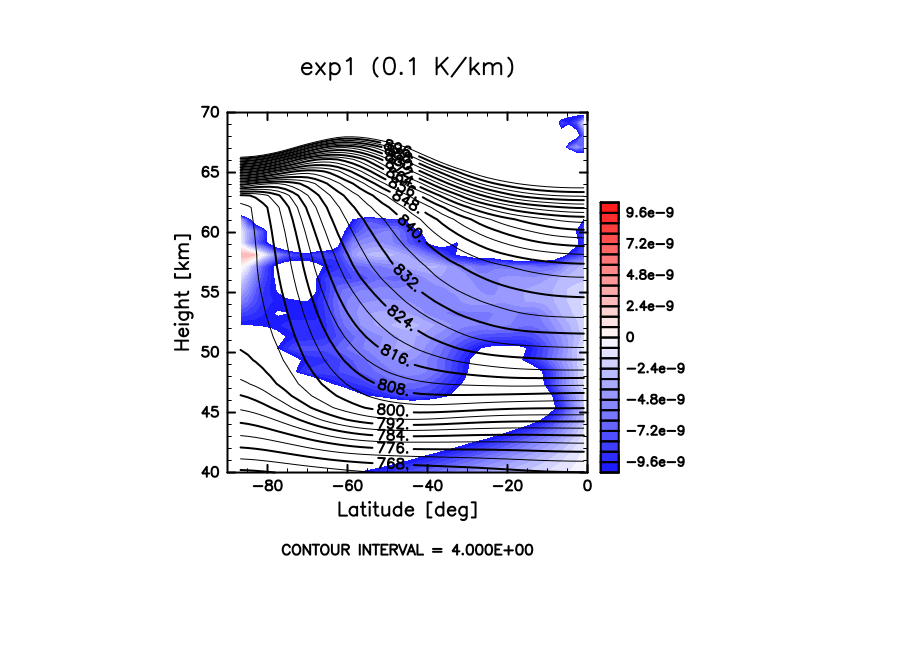 exp1 (0.1 K/km)
70
65
60
55
50
45
40
Height [km]
848.
840.
832.
824.
816.
808.
800.
792.
784.
776.
768.
−80 −60 −40 −20 0
Latitude [deg]
9.6e−9
7.2e−9
4.8e−9
2.4e−9
0
−2.4e−9
−4.8e−9
−7.2e−9
−9.6e−9
CONTOUR INTERVAL = 4.000E+00